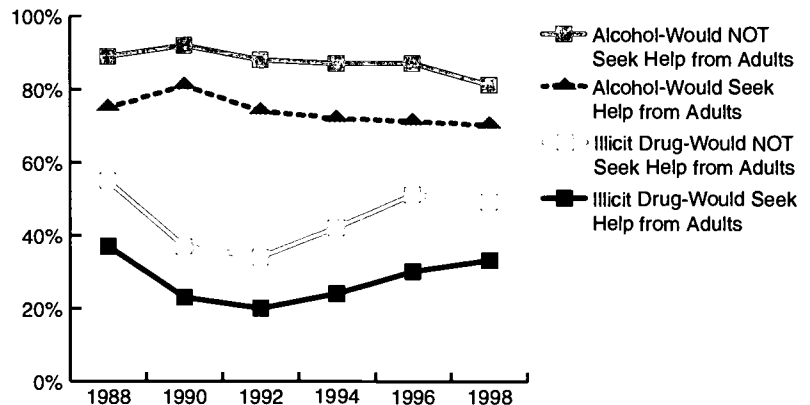 100%
80%
60%
40%
20%
0%
1988 1990 1992 1994 1996 1998
Alcohol-Would NOT
Seek Help from Adults
Alcohol-Would Seek
Help from Adults
Illicit Drug-Would NOT
Seek Help from Adults
Illicit Drug-Would Seek
Help from Adults